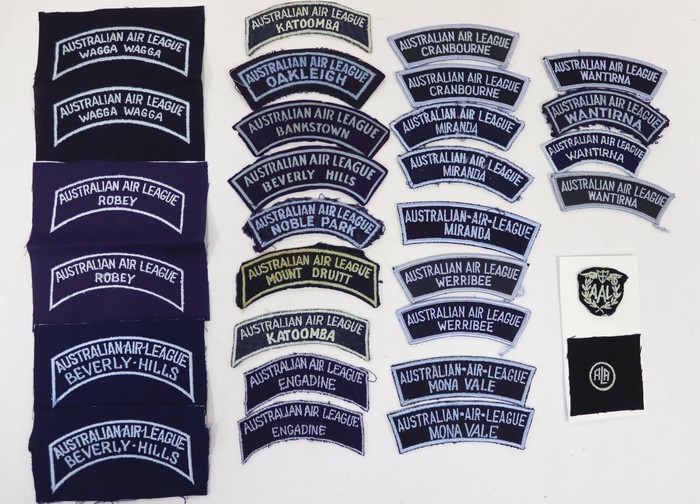 AUSTRALIAN AIR LEAGUE
WAGGA WAGGA
AUSTRALIAN AIR LEAGUE
WAGGA WAGGA
AUSTRALIAN AIR LEAGUE
ROBEY
AUSTRALIAN AIR LEAGUE
ROBEY
AUSTRALIAN-AIR-LEAGUE
BEVERLY-HILLS
AUSTRALIAN-AIR-LEAGUE
BEVERLY-HILLS
AUSTRALIAN AIR LEAGUE
KATOOMBA
AUSTRALIAN AIR LEAGUE
OAKLEIGH
AUSTRALIAN AIR LEAGUE
BANKSTOWN
AUSTRALIAN AIR LEAGUE
BEVERLY HILLS
AUSTRALIAN AIR LEAGUE
NOBLE PARK
AUSTRALIAN AIR LEAGUE
MOUNT DRUITT
AUSTRALIAN AIR LEAGUE
KATOOMBA
AUSTRALIAN AIR LEAGUE
ENGADINE
AUSTRALIAN AIR LEAGUE
ENGADINE
AUSTRALIAN AIR LEAGUE
CRANBOURNE
AUSTRALIAN AIR LEAGUE
CRANBOURNE
AUSTRALIAN AIR LEAGUE
MIRANDA
AUSTRALIAN AIR LEAGUE
MIRANDA
AUSTRALIAN-AIR-LEAGUE
MIRANDA
AUSTRALIAN AIR LEAGUE
WERRIBEE
AUSTRALIAN AIR LEAGUE
WERRIBEE
AUSTRALIAN-AIR-LEAGUE
MONA VALE
AUSTRALIAN-AIR-LEAGUE
MONA VALE
AUSTRALIAN AIR LEAGUE
WANTIRNA
AUSTRALIAN AIR LEAGUE
WANTIRNA
AUSTRALIAN AIR LEAGUE
WANTIRNA
AUSTRALIAN AIR LEAGUE
WANTIRNA
AAL